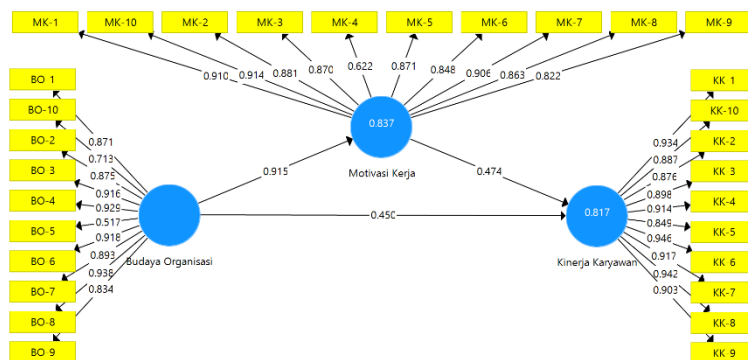 MK-1 MK-10 MK-2 MK-3 MK-4 MK-5 MK-6 MK-7 MK-8 MK-9
0.910 0.914 0.881 0.870 0.622 0.871 0.848 0.906 0.863 0.822
0.837
Motivasi Kerja
BO 1
BO-10
BO-2
BO 3
BO-4
BO-5
BO 6
BO-7
BO-8
BO-9
0.871
0.713
0.875
0.916
0.929
0.517
0.918
0.893
0.938
0.834
Budaya Organisasi
0.915
0.474
0.450
0.817
Kinerja Karyawan
0.934
0.887
0.876
0.898
0.914
0.849
0.946
0.917
0.942
0.903
KK 1
KK-10
KK-2
KK 3
KK-4
KK-5
KK 6
KK-7
KK-8
KK 9